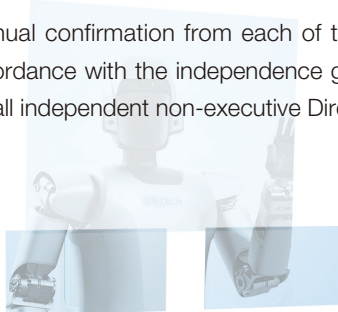 nual confirmation from each of t
ordance with the independence g
all independent non-executive Dire